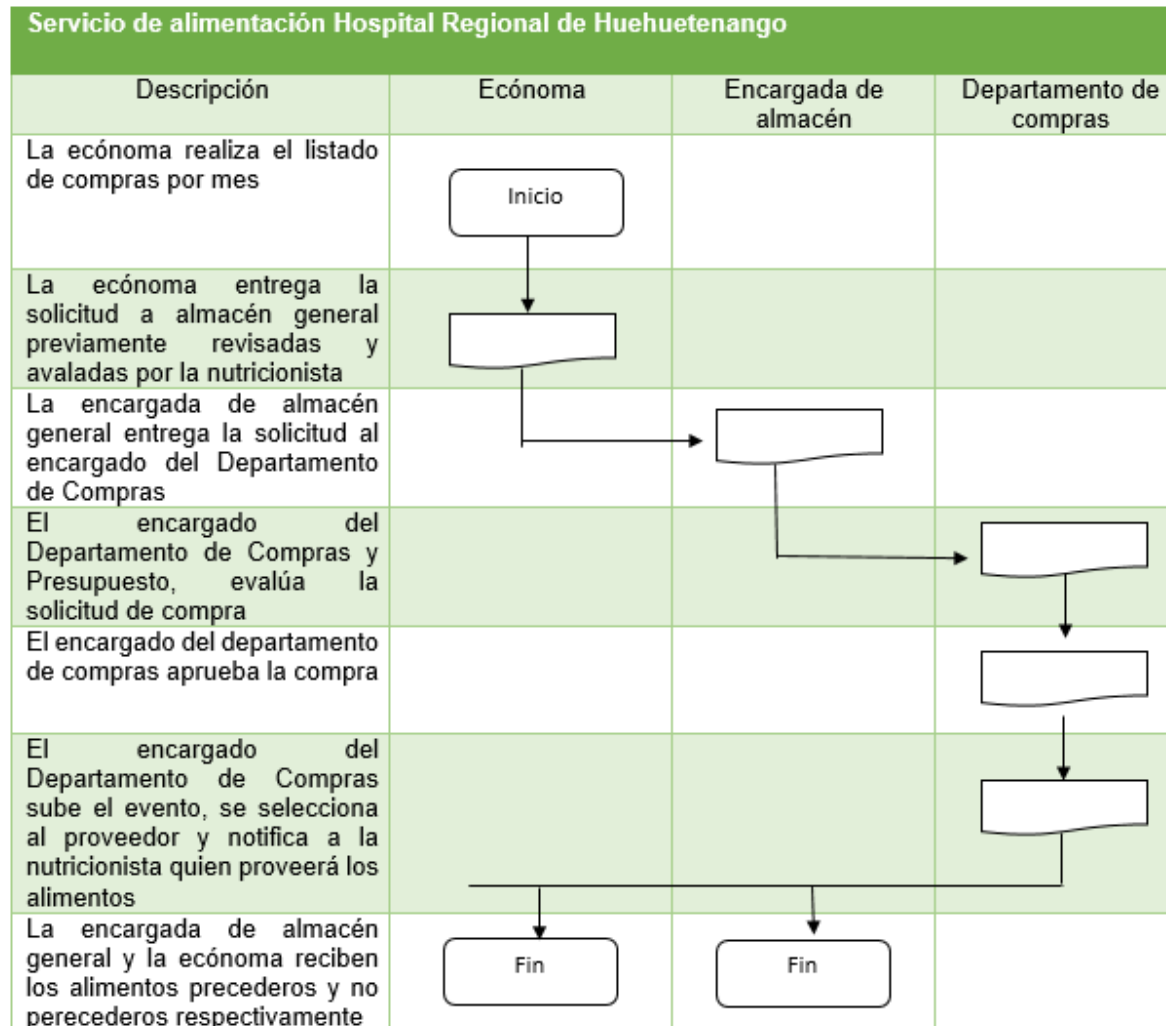 Servicio de alimentación Hospital Regional de Huehuetenango
Descripción
Ecónoma
Encargada de
almacén
Departamento de
compras
La ecónoma realiza el listado
de compras por mes
Inicio
La ecónoma entrega la
solicitud a almacén general
previamente revisadas y
avaladas por la nutricionista
La encargada de almacén
general entrega la solicitud al
encargado del Departamento
de Compras
El encargado del
Departamento de Compras y
Presupuesto, evalúa la
solicitud de compra
El encargado del departamento
de compras aprueba la compra
El encargado del
Departamento de Compras
sube el evento, se selecciona
al proveedor y notifica a la
nutricionista quien proveerá los
alimentos
La encargada de almacén
general y la ecónoma reciben
los alimentos precederos y no
perecederos respectivamente
Fin
Fin